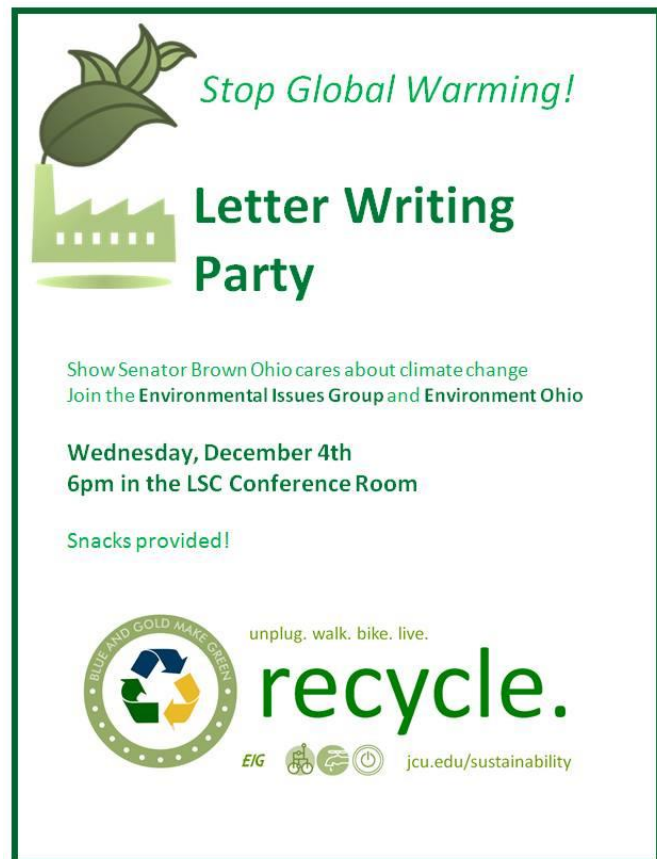 Stop Global Warming!
Letter Writing
Party
Show Senator Brown Ohio cares about climate change
Join the Environmental Issues Group and Environment Ohio
Wednesday, December 4th
6pm in the LSC Conference Room
Snacks provided!
BLUE AND GOLD MAKE GREEN
unplug. walk. bike. live.
recycle.
EIG
jcu.edu/sustainability